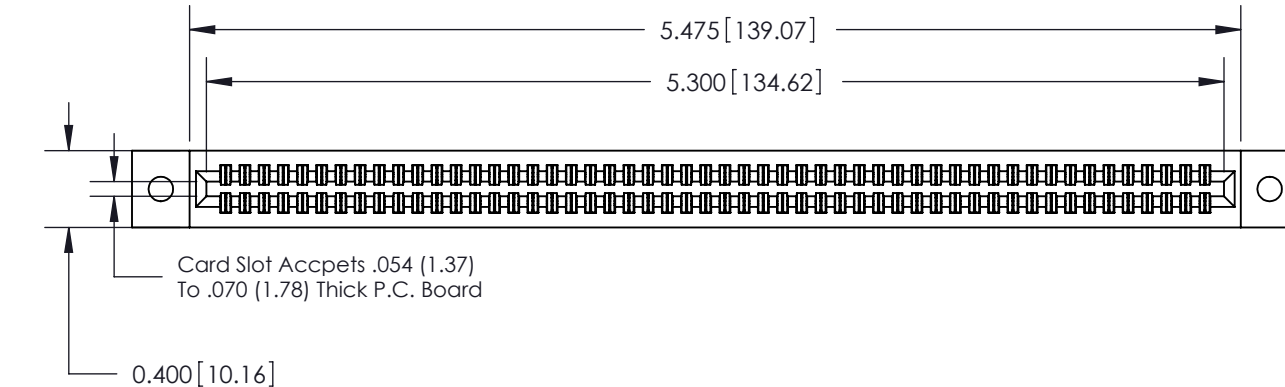 5.475[139.07]
5.300[134.62]
Card Slot Accpets .054 (1.37)
To .070 (1.78) Thick P.C. Board
0.400[10.16]